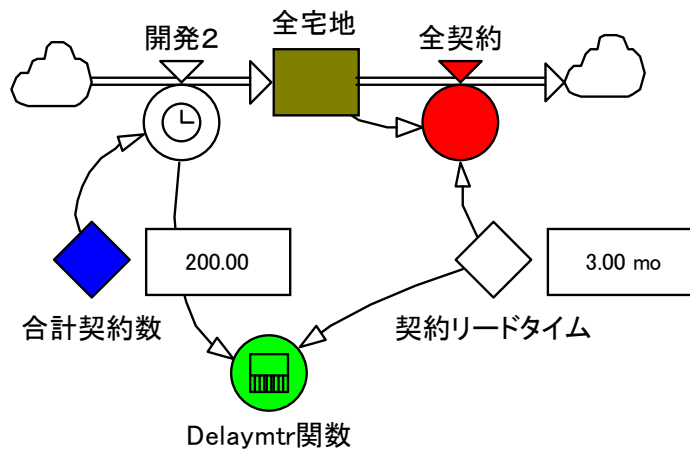 全宅地
開発２
全契約
200.00
3.00 mo
合計契約数
契約リードタイム
Delaymtr関数